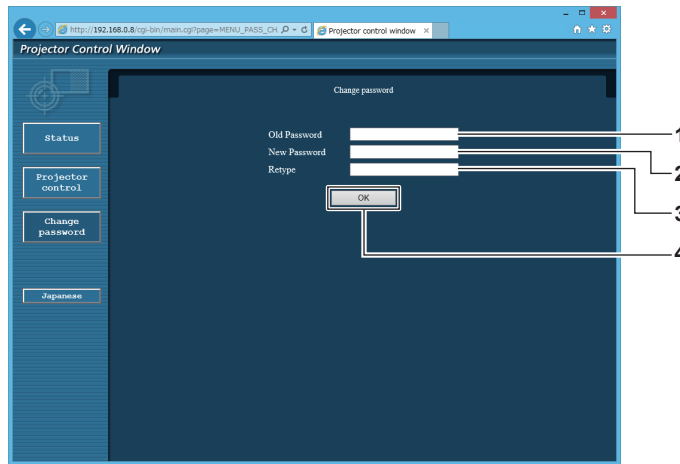 http://192.168.0.8/cgi-bin/main.cgi?page=MENU_PASS_CH
Projector control window
Projector Control Window
Change password
Status
Projector
control
Change
password
Japanese
Old Password
New Password
Retype
OK
1
2
3
4